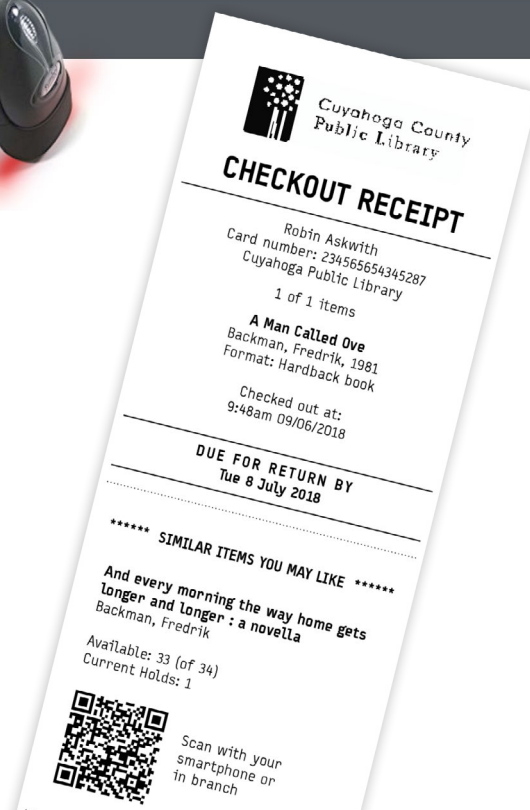 Cuyahoga County
Public Library
CHECKOUT RECEIPT
Robin Askwith
Card number: 234565654345287
Cuyahoga Public Library
1 of 1 items
A Man Called Ove
Backman, Fredrik, 1981
Format: Hardback book
Checked out at:
9:48am 09/06/2018
DUE FOR RETURN BY
Tue 8 July 2018
****** SIMILAR ITEMS YOU MAY LIKE ******
And every morning the way home gets
longer and longer : a novella
Backman, Fredrik
Available: 33 (of 34)
Current Holds: 1
Scan with your
smartphone or
in branch